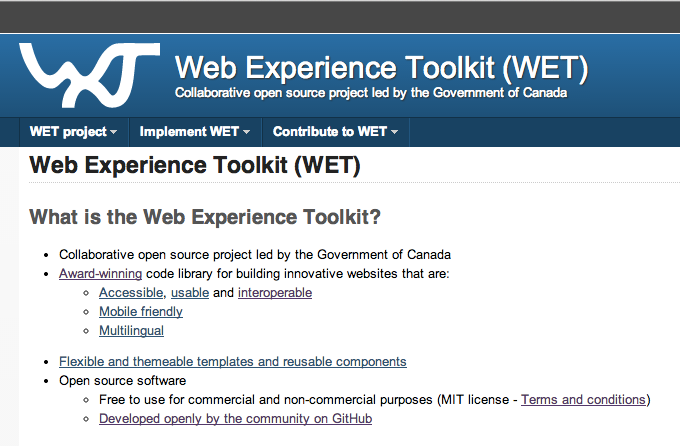 Web Experience Toolkit (WET)
Collaborative open source project led by the Government of Canada
WET project Implement WET Contribute to WET
Web Experience Toolkit (WET)
What is the Web Experience Toolkit?
Collaborative open source project led by the Government of Canada
Award-winning code library for building innovative websites that are:
Accessible, usable and interoperable
Mobile friendly
Multilingual
Flexible and themeable templates and reusable components
Open source software
Free to use for commercial and non-commercial purposes (MIT license - Terms and conditions)
Developed openly by the community on GitHub